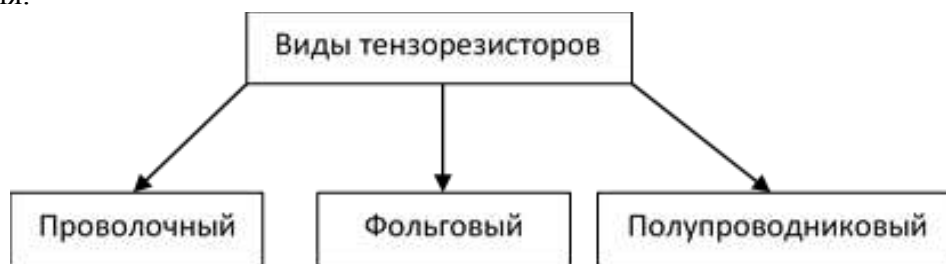 Виды тензорезисторов
Проволочный
Фольговый
Полупроводниковый